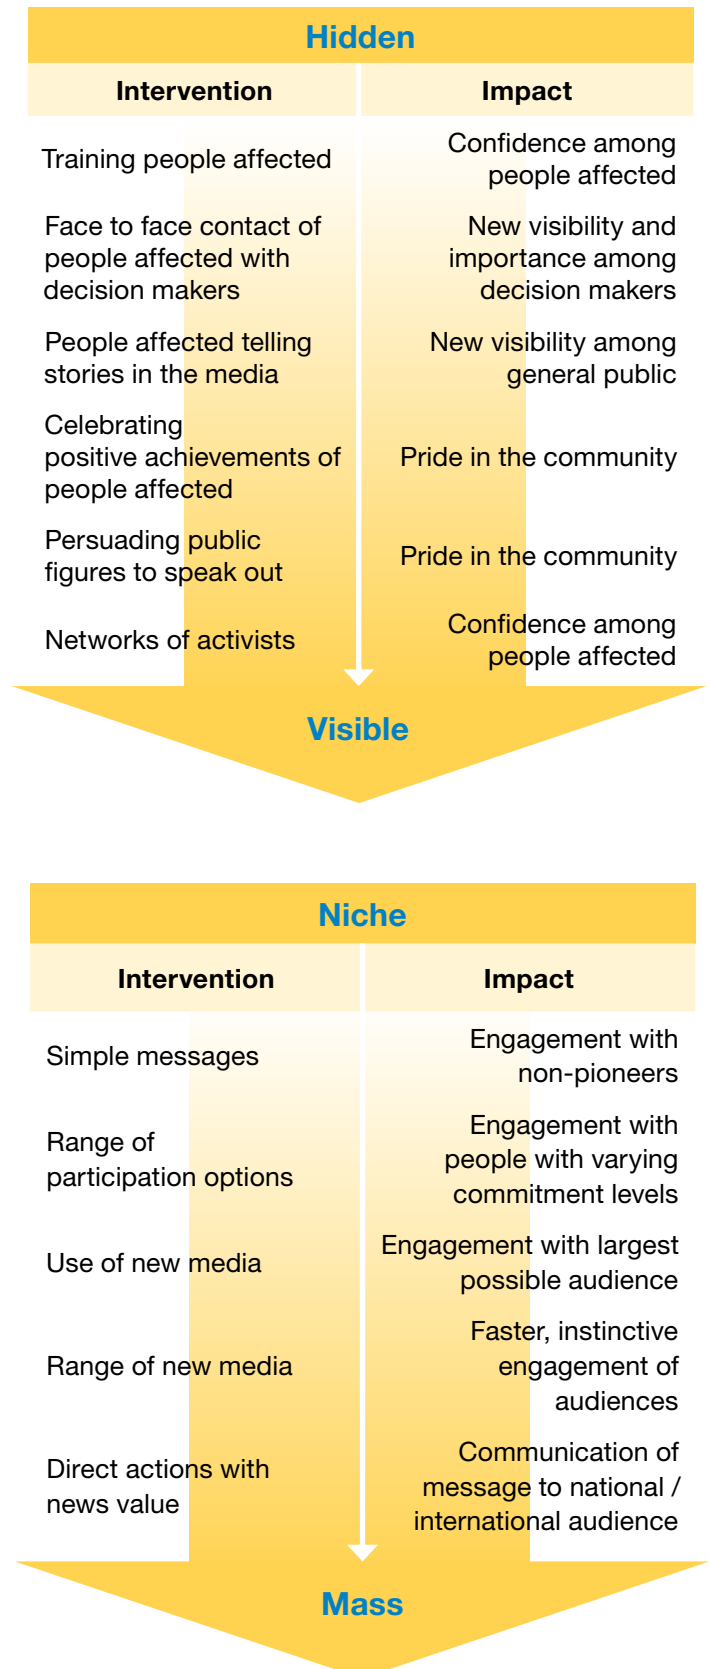 Hidden
Intervention
Impact
Training people affected
Confidence among
people affected
Face to face contact of
people affected with
decision makers
New visibility and
importance among
decision makers
People affected telling
stories in the media
New visibility among
general public
Celebrating
positive achievements of
people affected
Pride in the community
Persuading public
figures to speak out
Pride in the community
Networks of activists
Confidence among
people affected
Visible
Niche
Intervention
Impact
Simple messages
Engagement with
non-pioneers
Range of
participation options
Engagement with
people with varying
commitment levels
Use of new media
Engagement with largest
possible audience
Range of new media
Faster, instinctive
engagement of
audiences
Direct actions with
news value
Communication of
message to national /
international audience
Mass